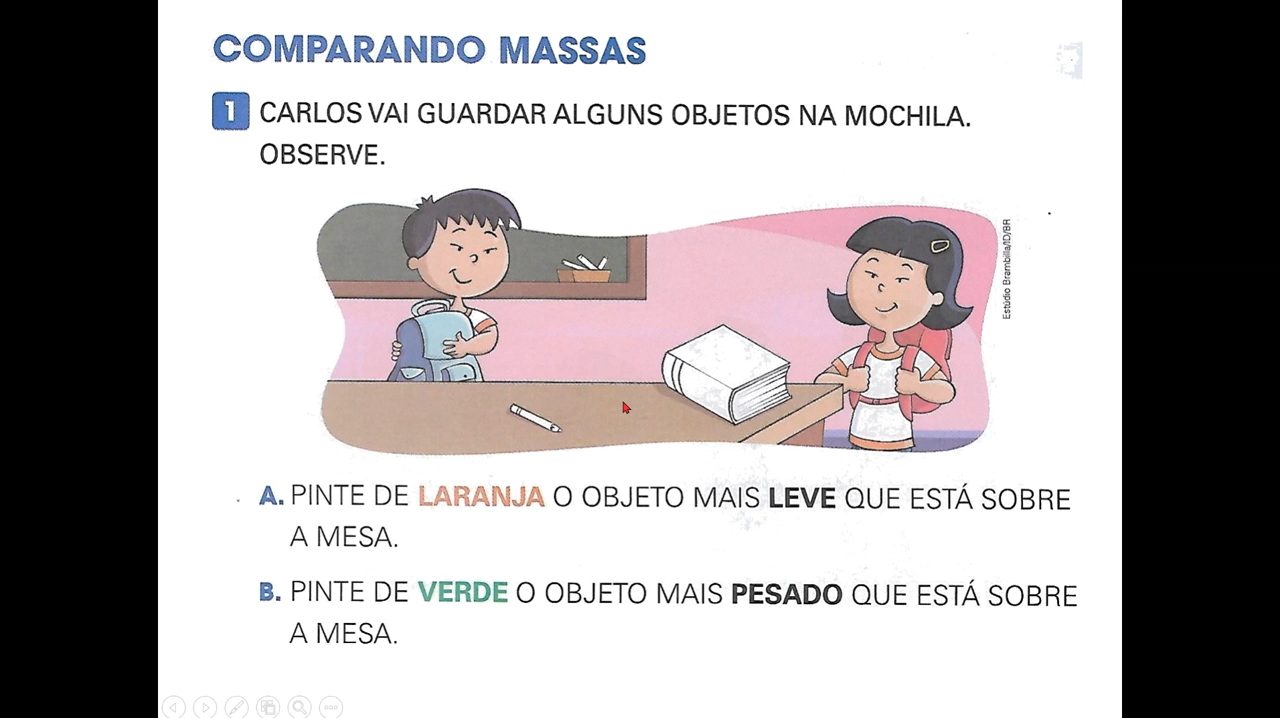 COMPARANDO MASSAS
1 CARLOS VAI GUARDAR ALGUNS OBJETOS NA MOCHILA.
OBSERVE.
Estúdio Brambilla/ID/BR
A. PINTE DE LARANJA O OBJETO MAIS LEVE QUE ESTÁ SOBRE
A MESA.
B. PINTE DE VERDE O OBJETO MAIS PESADO QUE ESTÁ SOBRE
A MESA.